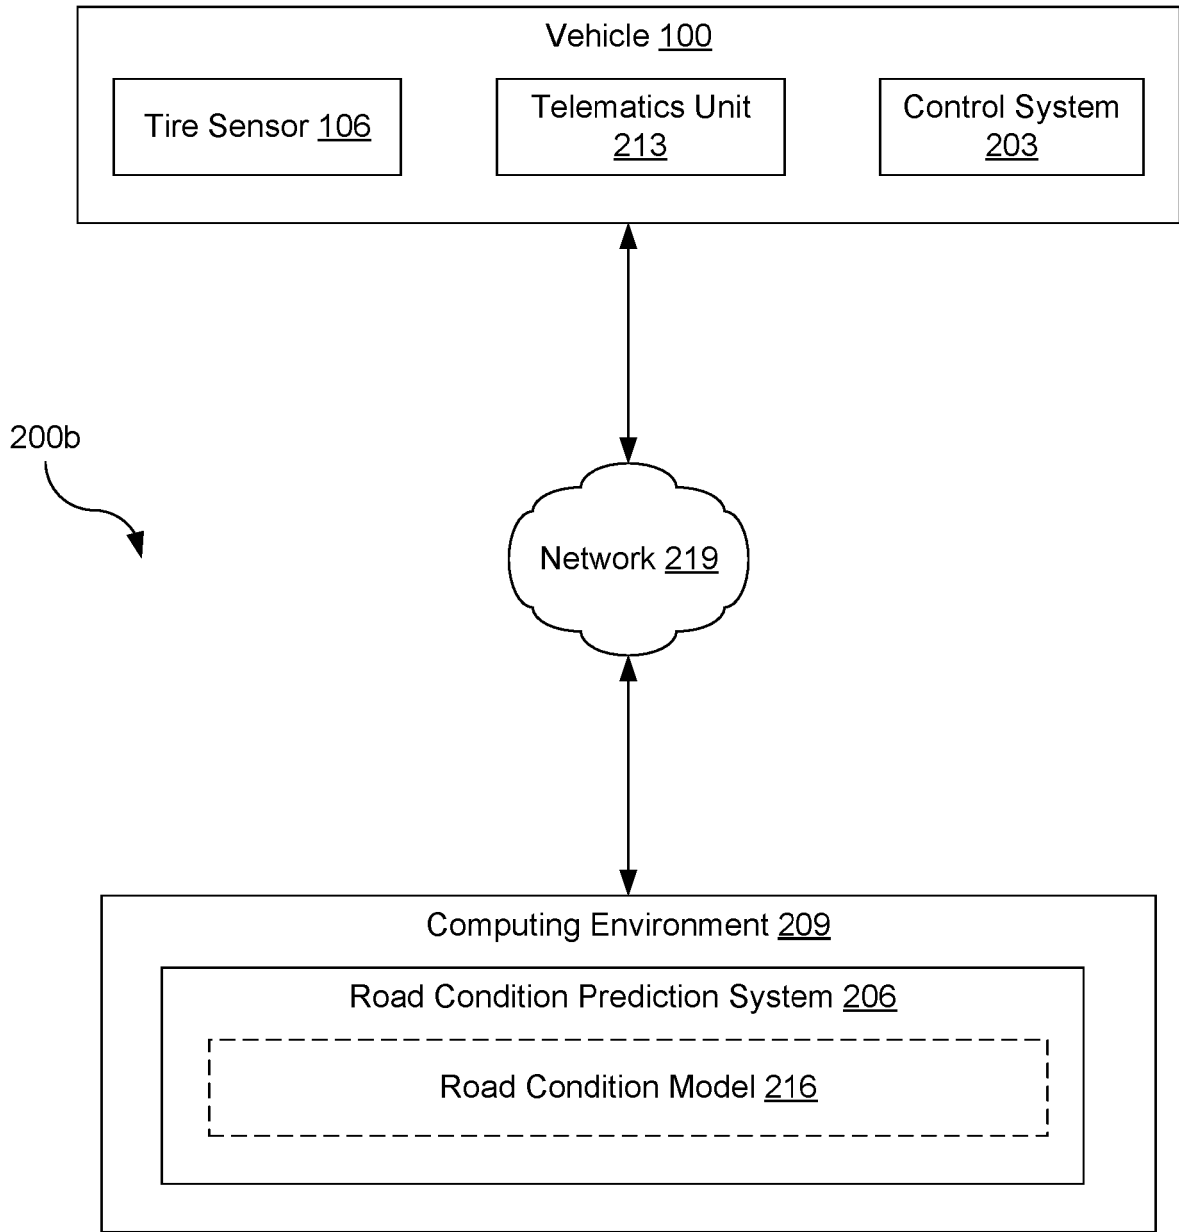 Vehicle 100
Tire Sensor 106
Telematics Unit
213
Control System
203
200b
Network 219
Computing Environment 209
Road Condition Prediction System 206
Road Condition Model 216